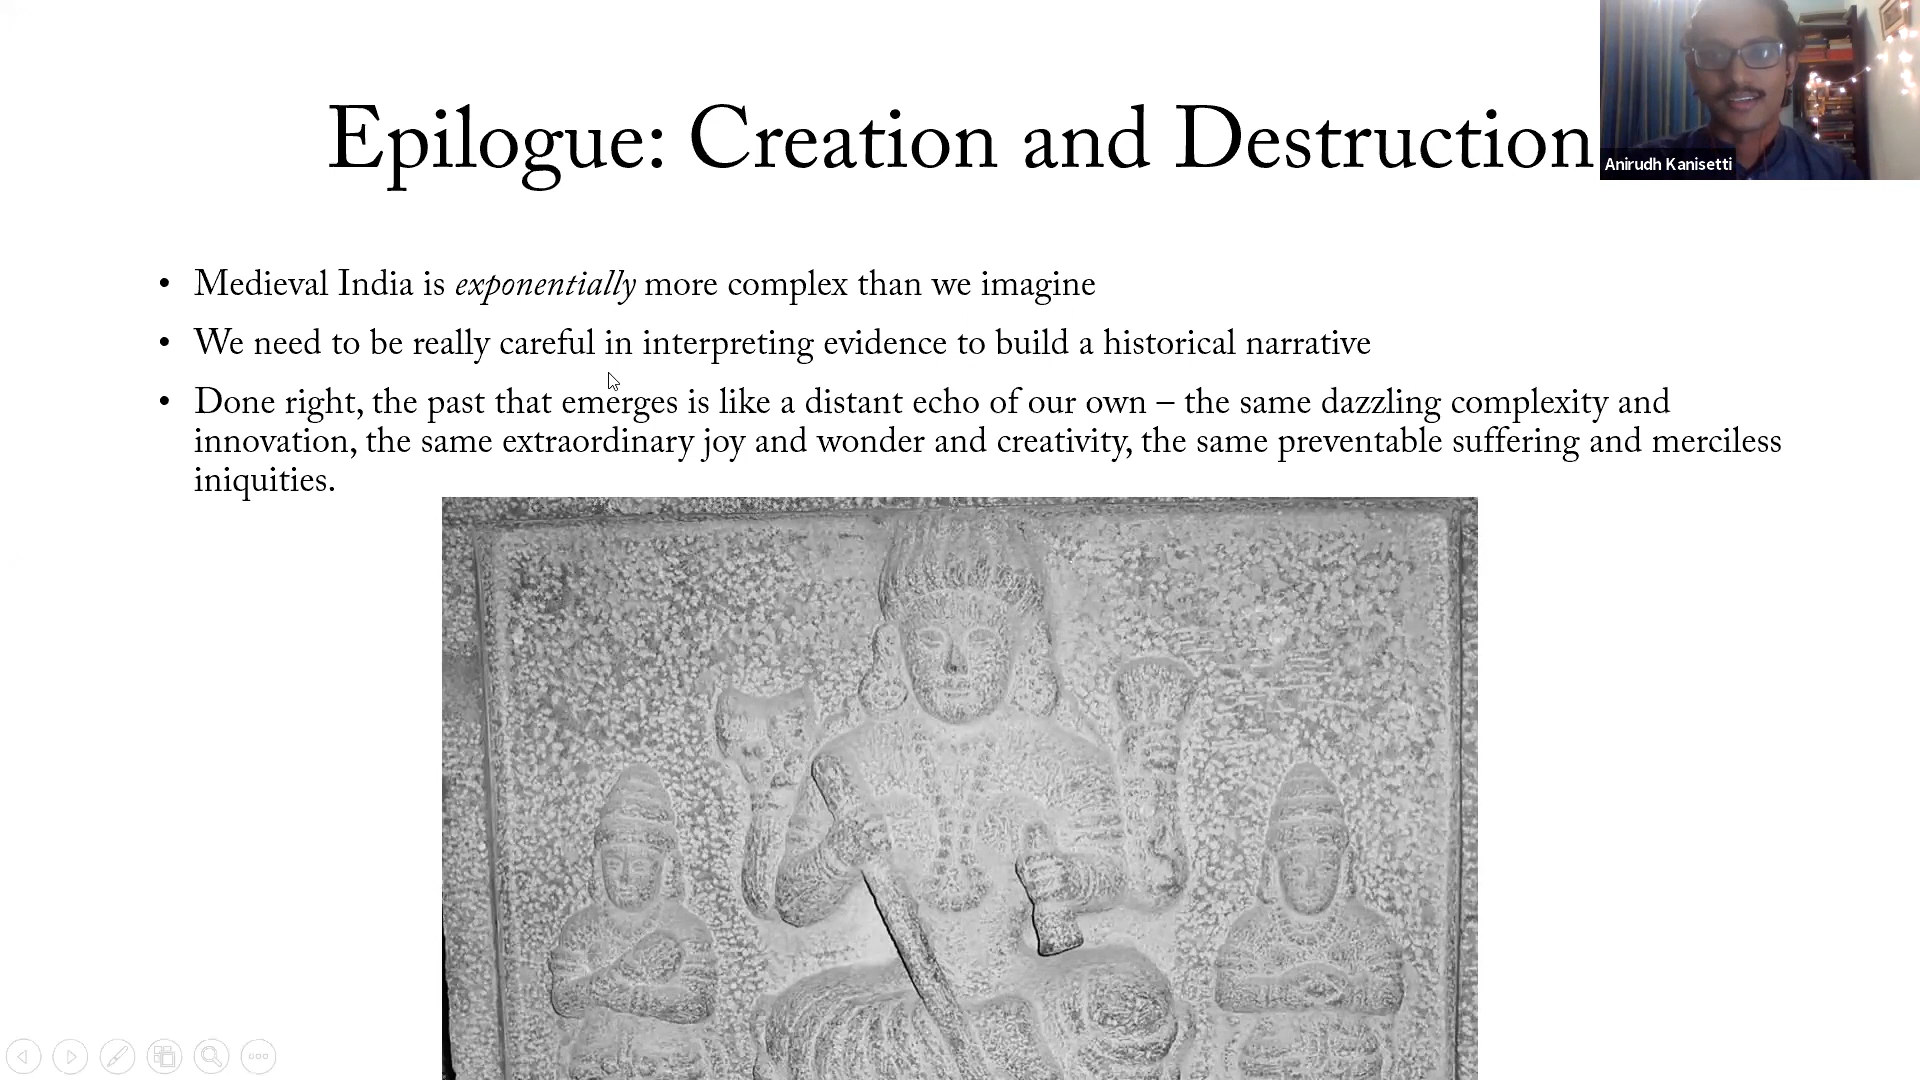 Epilogue: Creation and Destruction
Anirudh Kanisetti
• Medieval India is exponentially more complex than we imagine
• We need to be really careful in interpreting evidence to build a historical narrative
• Done right, the past that emerges is like a distant echo of our own – the same dazzling complexity and
innovation, the same extraordinary joy and wonder and creativity, the same preventable suffering and merciless
iniquities.